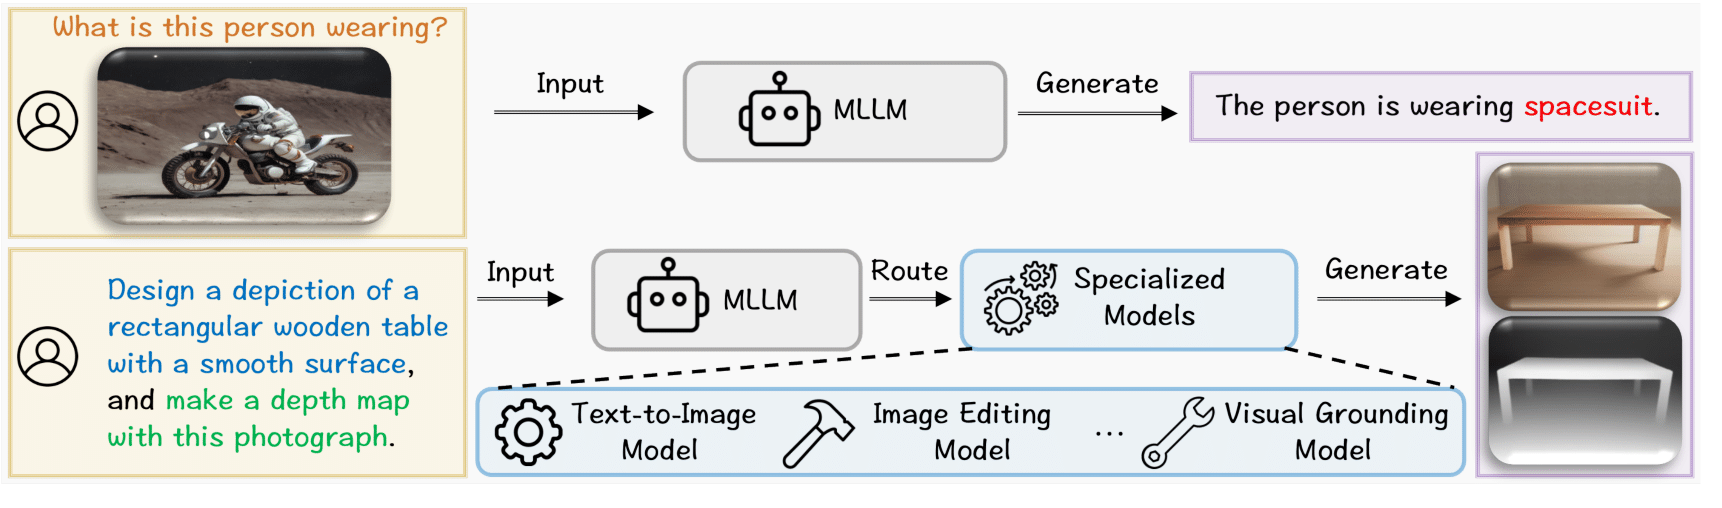 What is this person wearing?
Input
MLLM
Generate
The person is wearing spacesuit.
Design a depiction of a
rectangular wooden table
with a smooth surface,
and make a depth map
with this photograph.
Input
MLLM
Route
Specialized
Models
Generate
Text-to-Image
Model
Image Editing
Model
...
Visual Grounding
Model